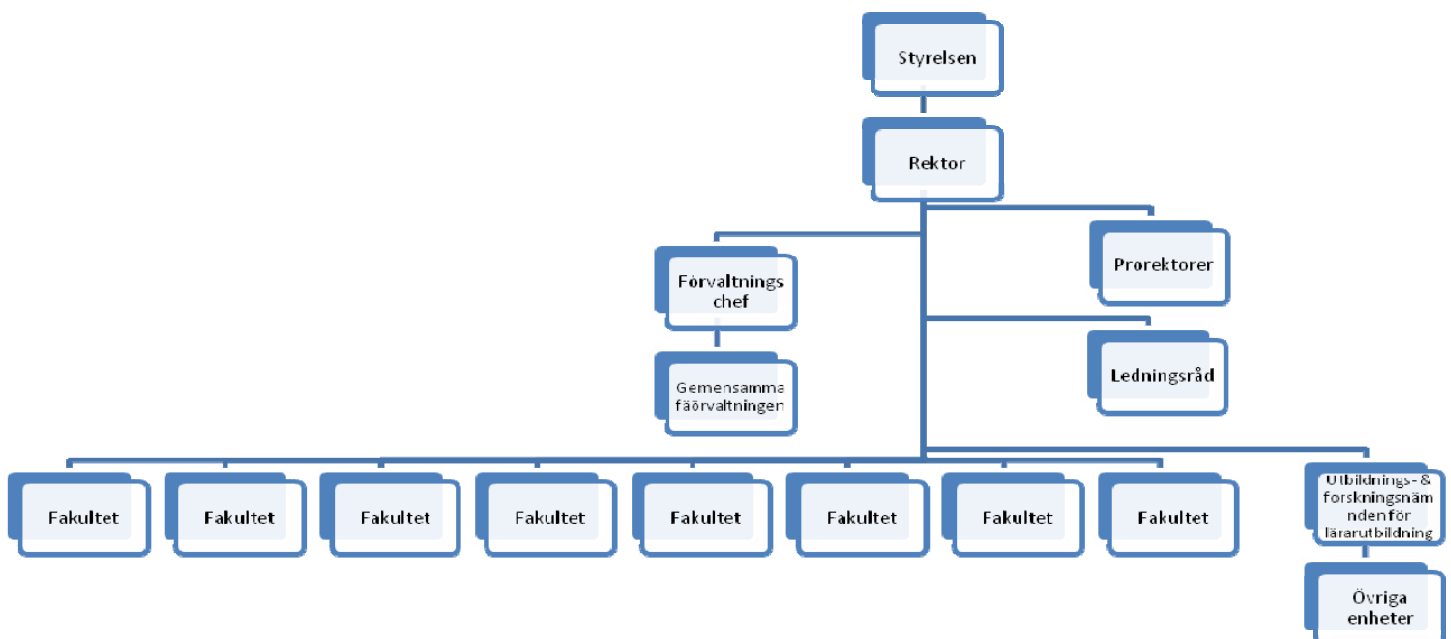 Styrelsen
Rektor
Prorektorer
Förvaltnings
chef
Ledningsråd
Gemensamma
fäörvaltningen
Fakultet
Fakultet
Fakultet
Fakultet
Fakultet
Fakultet
Fakultet
Fakultet
Utbildnings- &
forskningsnäm
nden för
lärarutbildning
Övriga
enheter